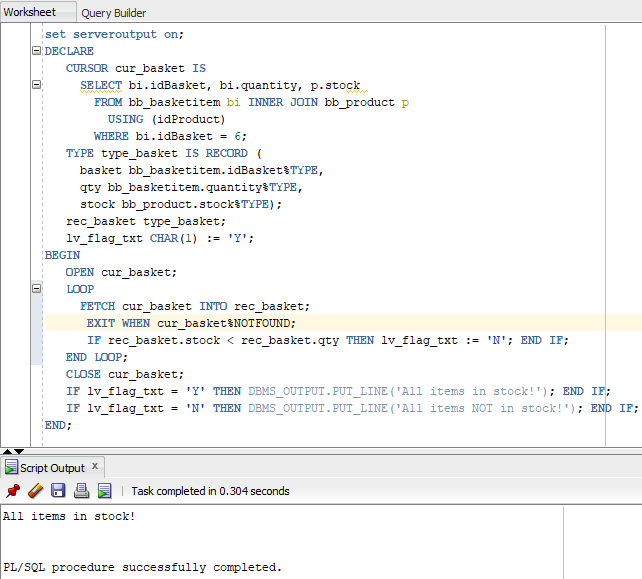 Worksheet Query Builder
set serveroutput on;
DECLARE
CURSOR cur_basket IS
SELECT bi.idBasket, bi.quantity, p.stock
FROM bb_basketitem bi INNER JOIN bb_product p
USING (idProduct)
WHERE bi.idBasket = 6;
TYPE type_basket IS RECORD (
basket bb_basketitem.idBasket%TYPE,
qty bb_basketitem.quantity%TYPE,
stock bb_product.stock%TYPE);
rec_basket type_basket;
lv_flag_txt CHAR(1) := 'Y';
BEGIN
OPEN cur_basket;
LOOP
FETCH cur_basket INTO rec_basket;
EXIT WHEN cur_basket%NOTFOUND;
IF rec_basket.stock < rec_basket.qty THEN lv_flag_txt := 'N'; END IF;
END LOOP;
CLOSE cur_basket;
IF lv_flag_txt = 'Y' THEN DBMS_OUTPUT.PUT_LINE('All items in stock!'); END IF;
IF lv_flag_txt = 'N' THEN DBMS_OUTPUT.PUT_LINE('All items NOT in stock!'); END IF;
END;
Script Output x
Task completed in 0.304 seconds
All items in stock!
PL/SQL procedure successfully completed.